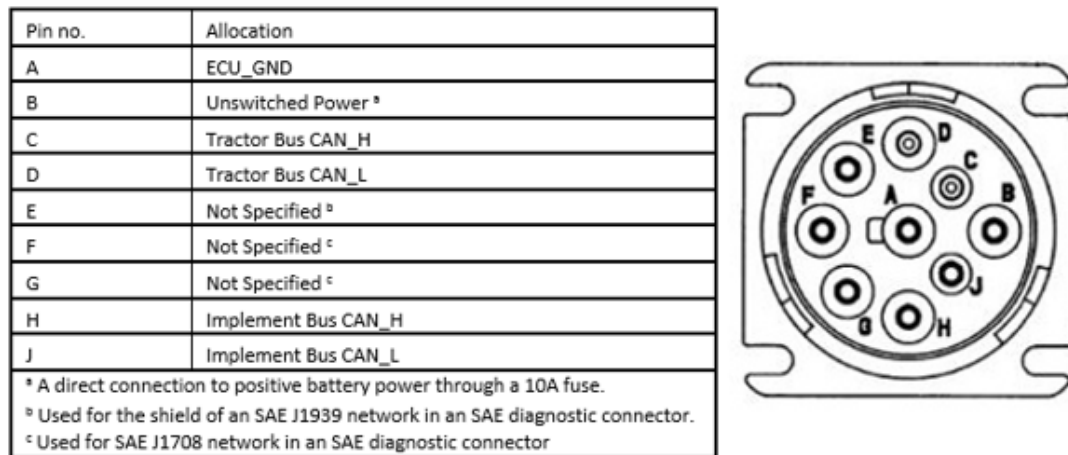 Pin no. Allocation
A ECU_GND
B Unswitched Power ᵃ
C Tractor Bus CAN_H
D Tractor Bus CAN_L
E Not Specified ᵇ
F Not Specified ᶜ
G Not Specified ᶜ
H Implement Bus CAN_H
J Implement Bus CAN_L
ᵃ A direct connection to positive battery power through a 10A fuse.
ᵇ Used for the shield of an SAE J1939 network in an SAE diagnostic connector.
ᶜ Used for SAE J1708 network in an SAE diagnostic connector
E D
C
F A B
J
G H